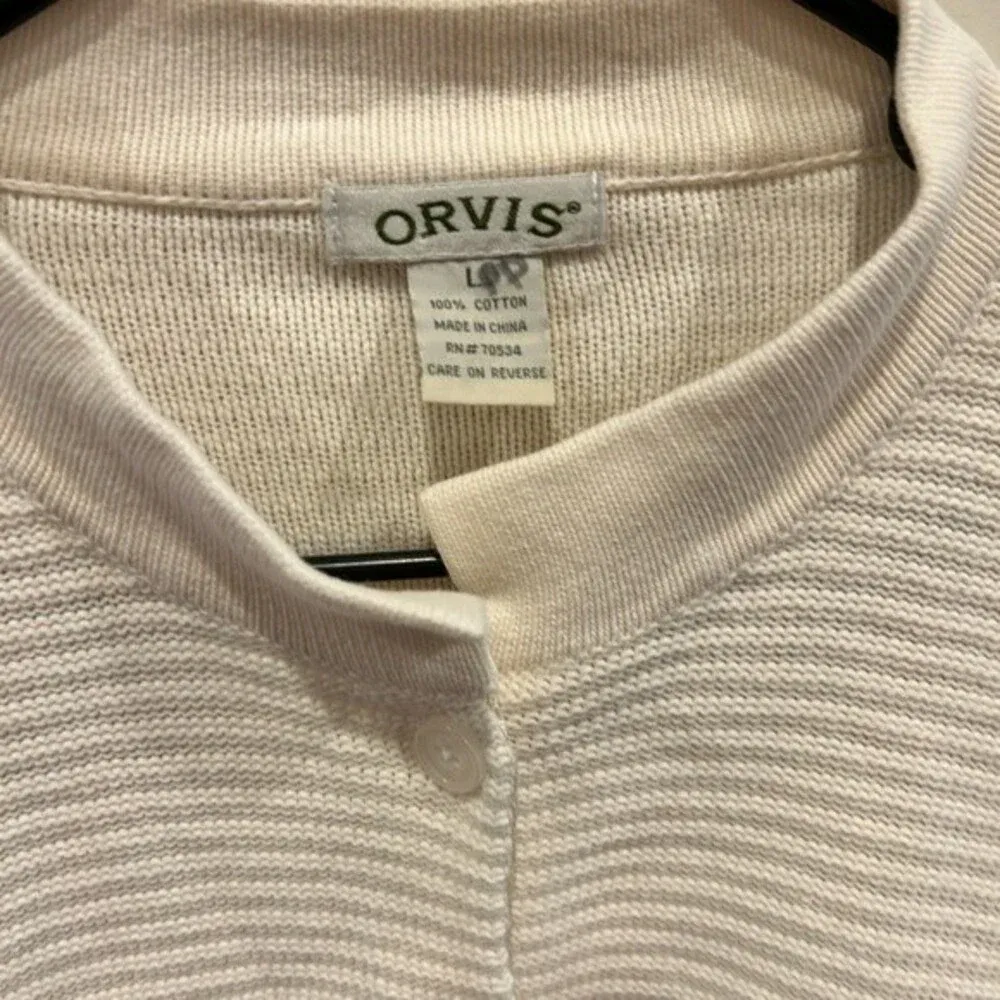 ORVIS®
L
100% COTTON
MADE IN CHINA
RN# 70534
CARE ON REVERSE